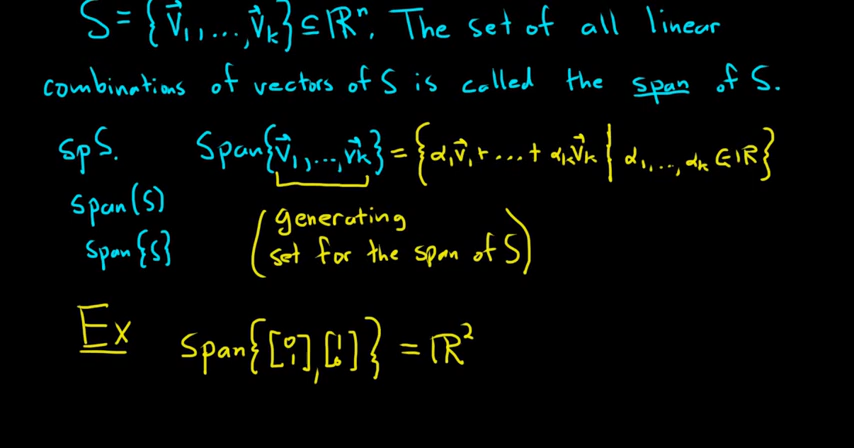 S = {v⃗₁,...,v⃗ₖ} ⊆ ℝⁿ. The set of all linear
combinations of vectors of S is called the span of S.
sp S. Span{v⃗₁,...,v⃗ₖ} = {α₁v⃗₁+...+αₖv⃗ₖ | α₁,...,αₖ ∈ ℝ}
span(S)
span{S}
(generating
set for the span of S)
Ex span{[0 1], [1 0]} = ℝ²